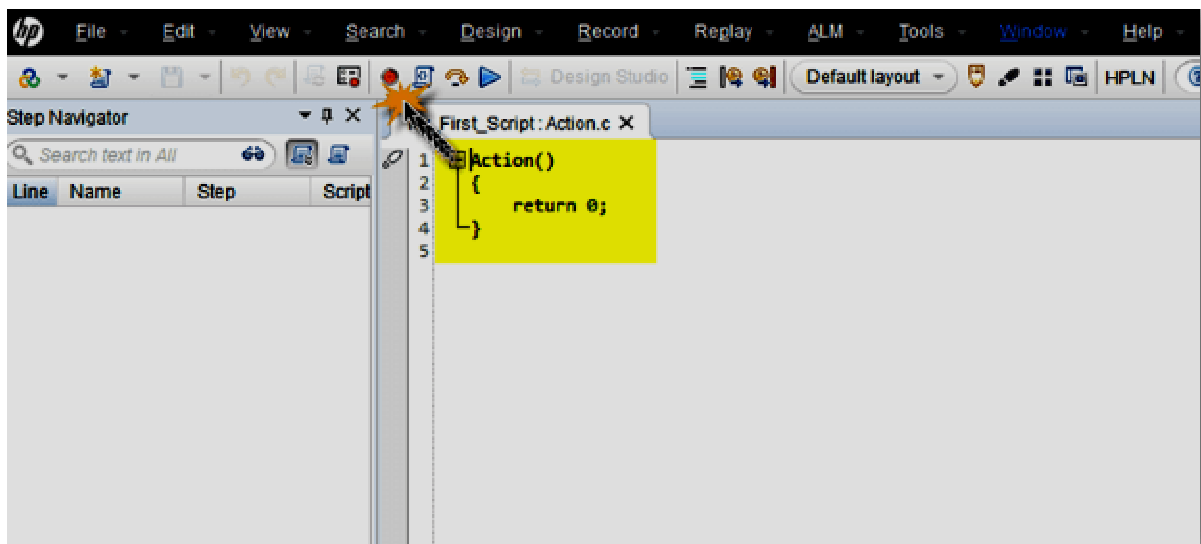 hp File Edit View Search Design Record Replay ALM Tools Window Help
Design Studio Default layout HPLN
Step Navigator
First_Script : Action.c
Search text in All
Line Name Step Script
1 Action()
2 {
3 return 0;
4 }
5